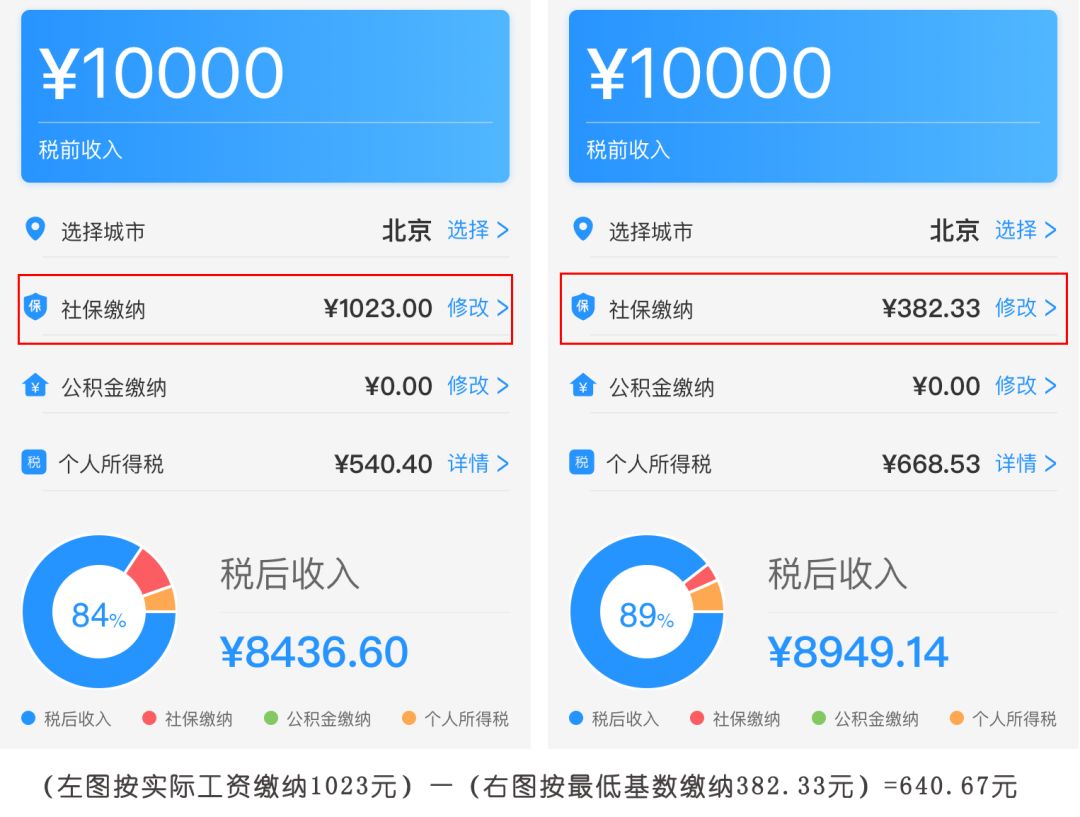 ¥10000
税前收入
选择城市 北京 选择 >
保 社保缴纳 ¥1023.00 修改 >
¥ 公积金缴纳 ¥0.00 修改 >
税 个人所得税 ¥540.40 详情 >
84%
税后收入
¥8436.60
税后收入 社保缴纳 公积金缴纳 个人所得税
¥10000
税前收入
选择城市 北京 选择 >
保 社保缴纳 ¥382.33 修改 >
¥ 公积金缴纳 ¥0.00 修改 >
税 个人所得税 ¥668.53 详情 >
89%
税后收入
¥8949.14
税后收入 社保缴纳 公积金缴纳 个人所得税
（左图按实际工资缴纳1023元）—（右图按最低基数缴纳382.33元）=640.67元